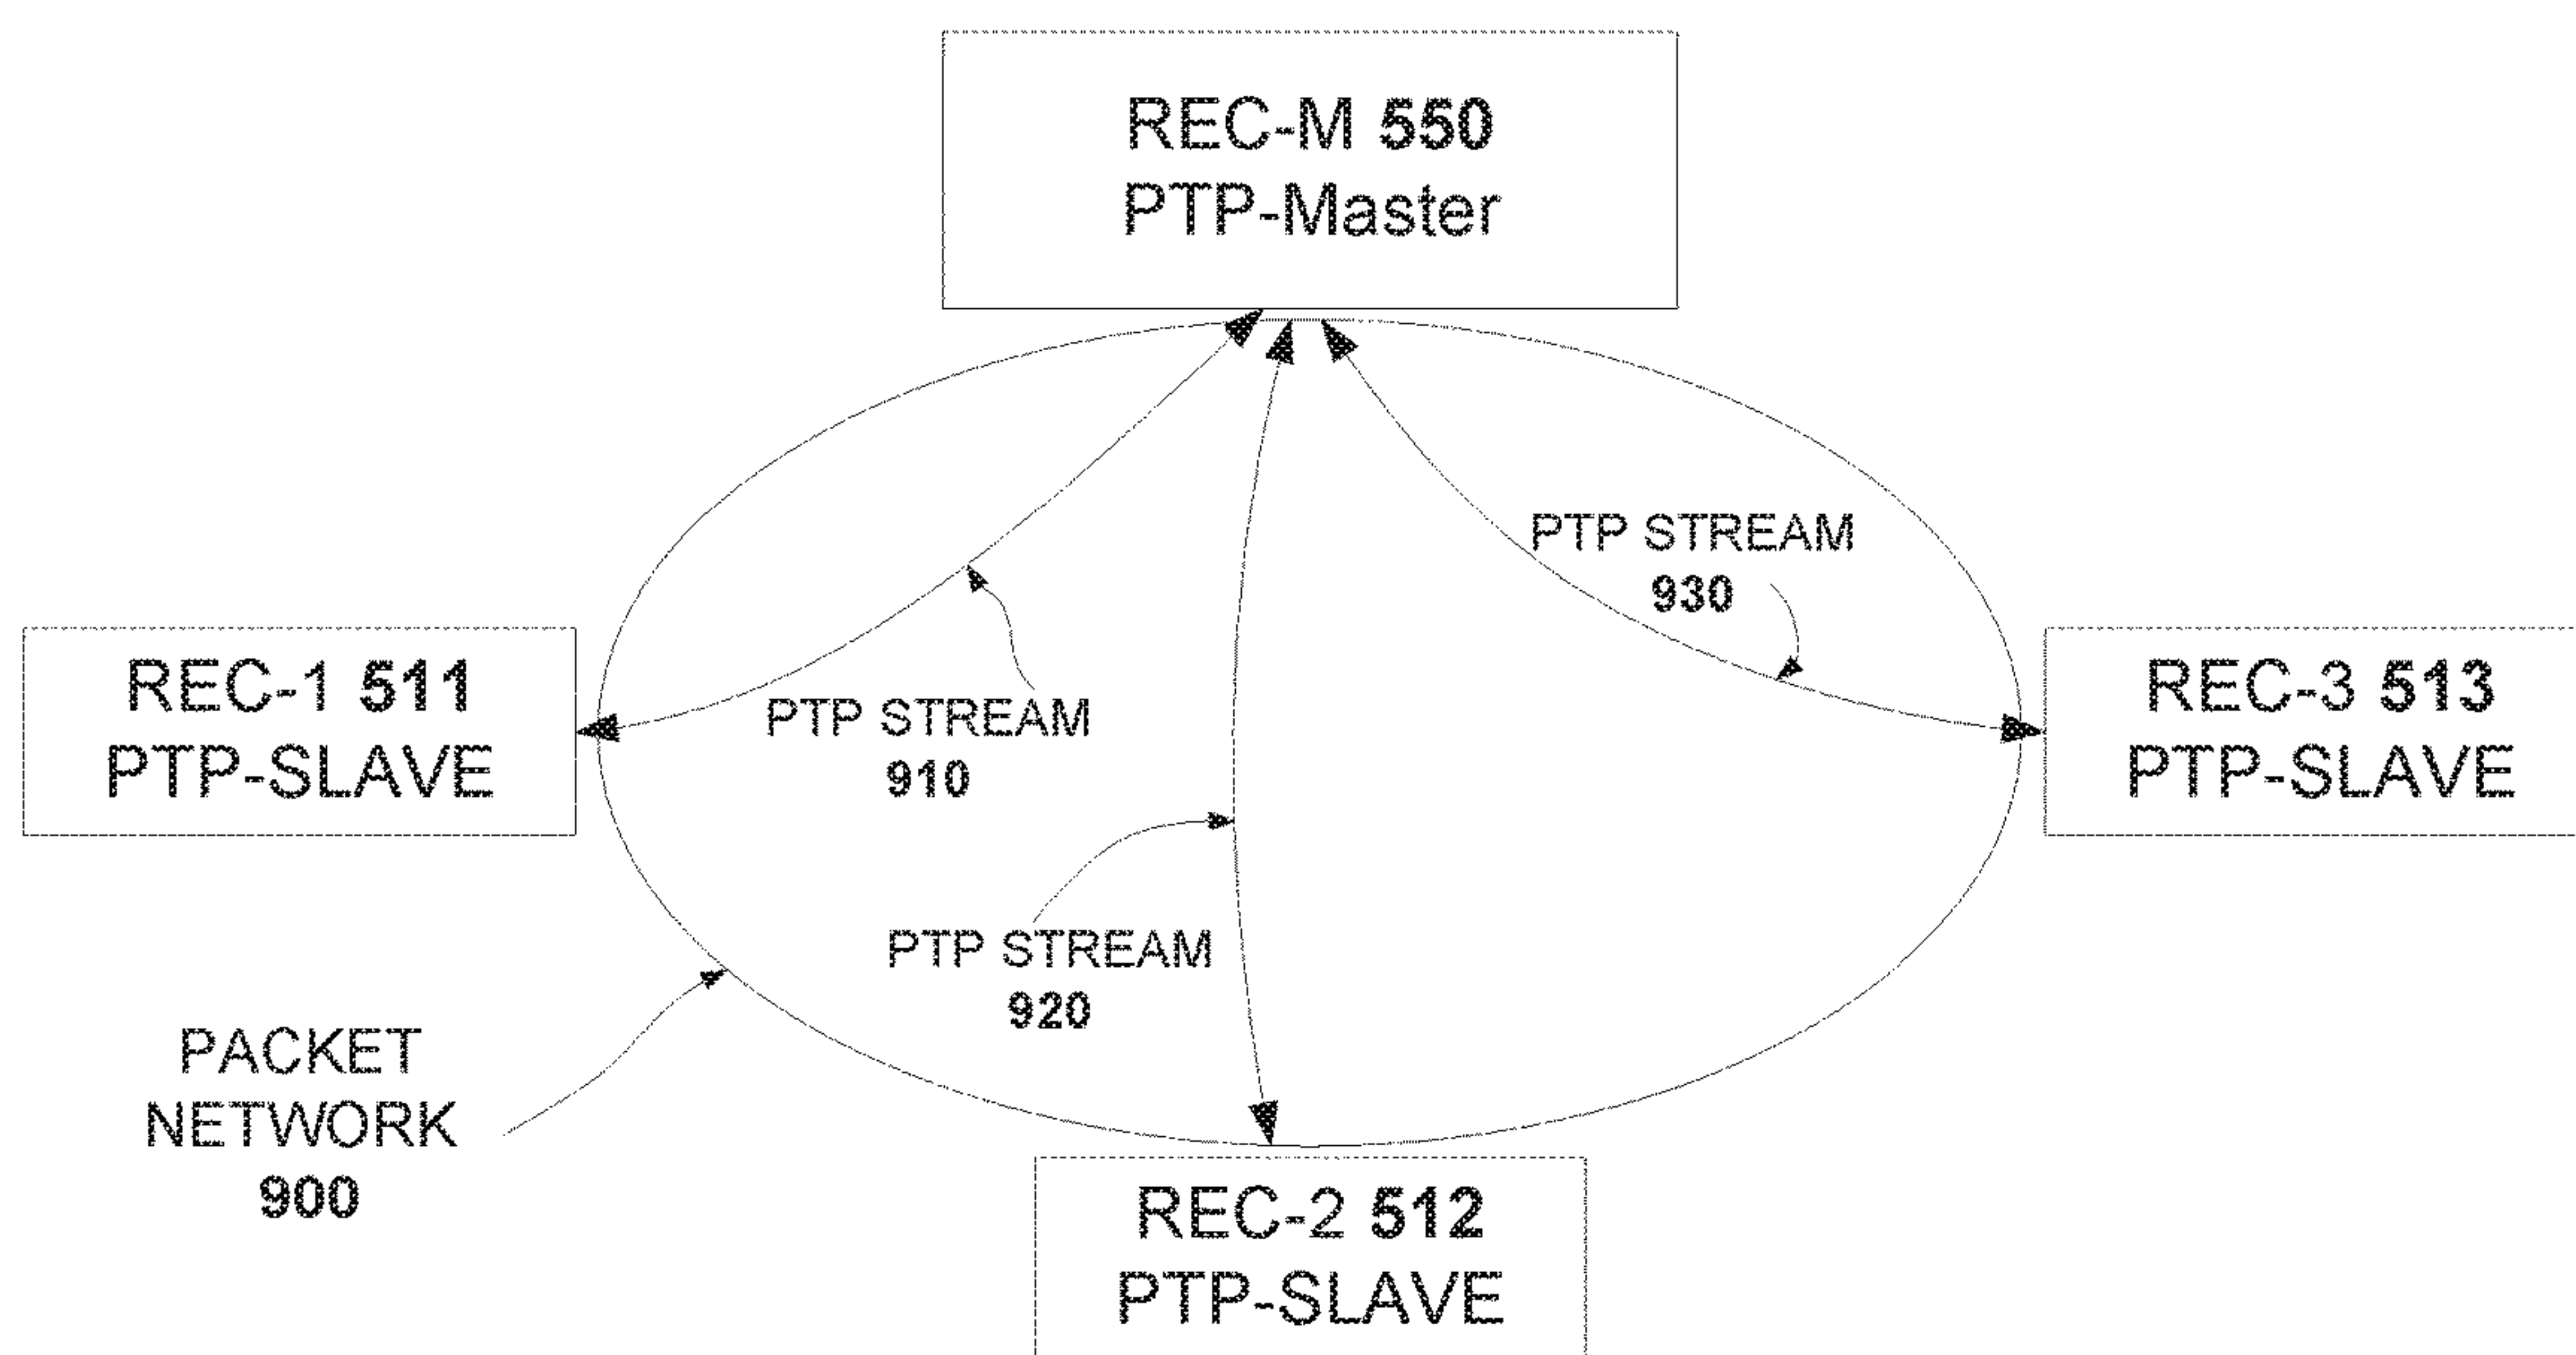 REC-M 550
PTP-Master
PTP STREAM
930
REC-1 511
PTP-SLAVE
PTP STREAM
910
REC-3 513
PTP-SLAVE
PTP STREAM
920
PACKET
NETWORK
900
REC-2 512
PTP-SLAVE